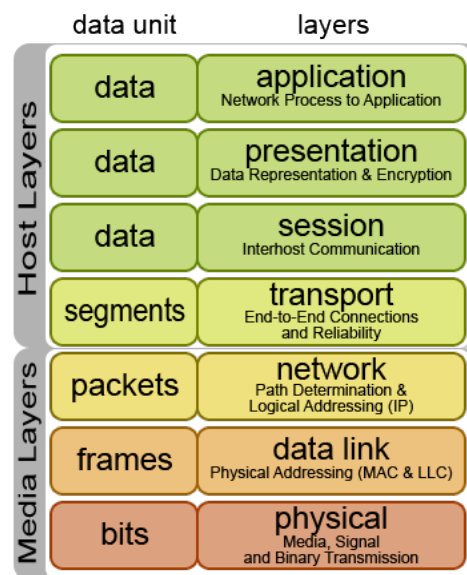 data unit layers
Host Layers
data application
Network Process to Application
data presentation
Data Representation & Encryption
data session
Interhost Communication
segments transport
End-to-End Connections
and Reliability
Media Layers
packets network
Path Determination &
Logical Addressing (IP)
frames data link
Physical Addressing (MAC & LLC)
bits physical
Media, Signal
and Binary Transmission